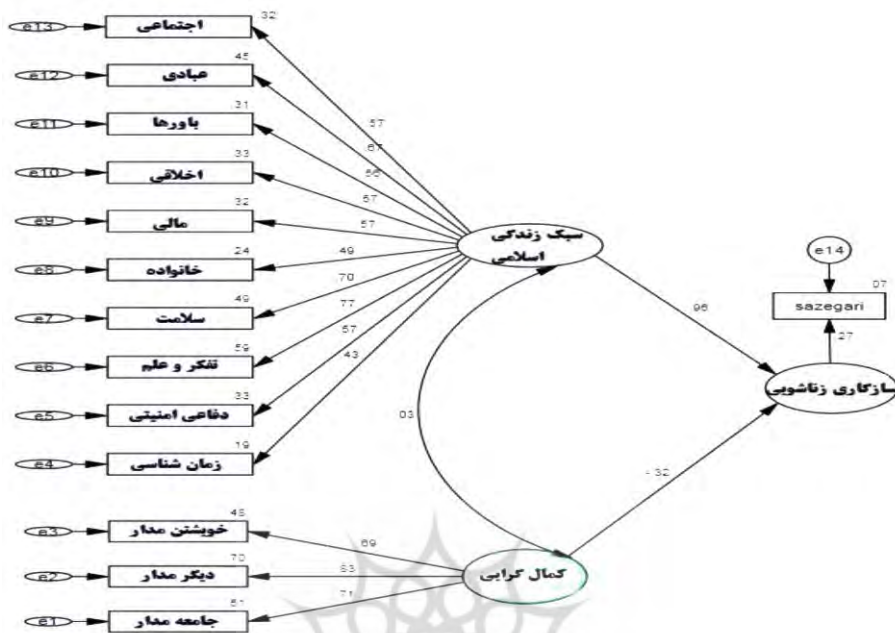 e13
اجتماعی
.32
e12
عبادی
.45
e11
باورها
.31
e10
اخلاقی
.33
e9
مالی
.32
e8
خانواده
.24
e7
سلامت
.49
e6
تفکر و علم
.59
e5
دفاعی امنیتی
.33
e4
زمان شناسی
.19
e3
خویشتن مدار
e2
دیگر مدار
.70
e1
جامعه مدار
.51
.57
.67
.56
.57
.57
.49
.70
.77
.57
.43
سبک زندگی
اسلامی
.03
.69
.83
.71
کمال گرایی
-.32
e14
.07
sazegari
.27
سازگاری زناشویی